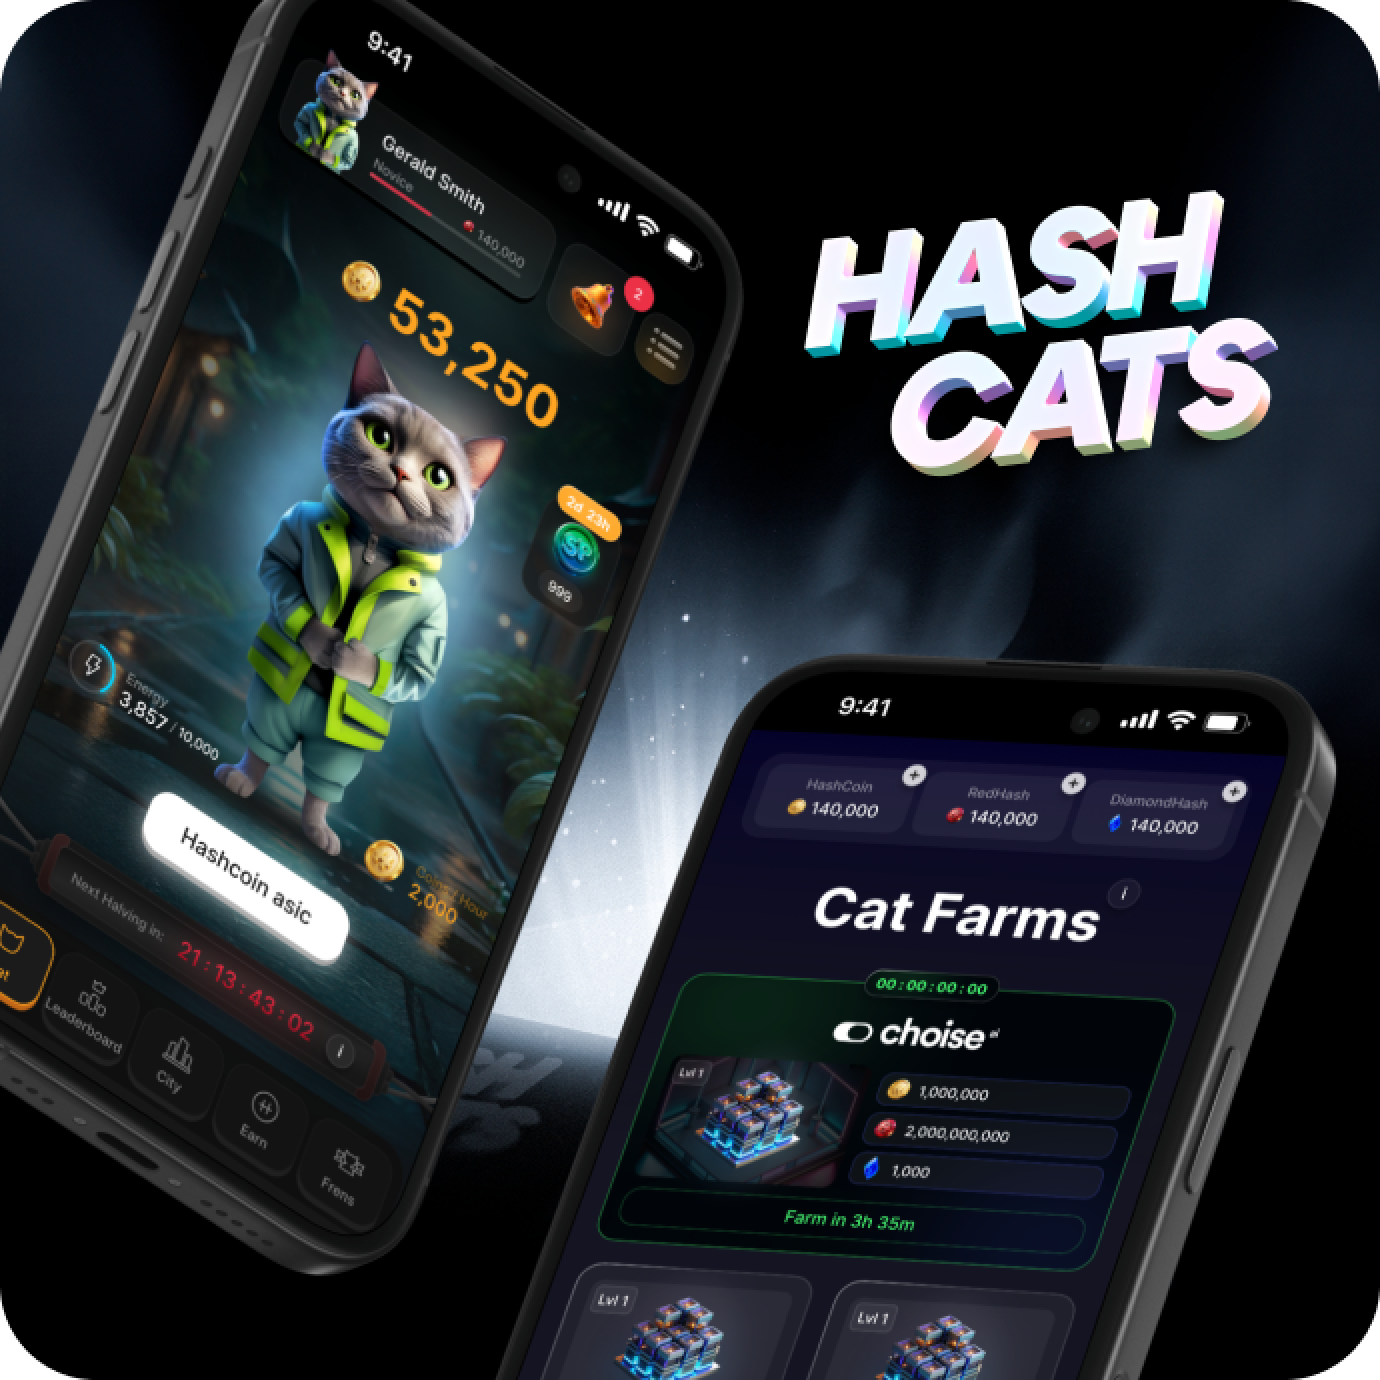 9:41
Gerald Smith
Novice
140,000
2
53,250
2d 23h
SP
999
Energy
3,857 / 10,000
Hashcoin asic
2,000
Next Halving in:
21:13:43:02
i
Leaderboard
City
Earn
Frens
HASH
CATS
9:41
HashCoin
140,000
RedHash
140,000
DiamondHash
140,000
Cat Farms
i
00:00:00:00
choise ai
Lvl 1
1,000,000
2,000,000,000
1,000
Farm in 3h 35m
Lvl 1
Lvl 1